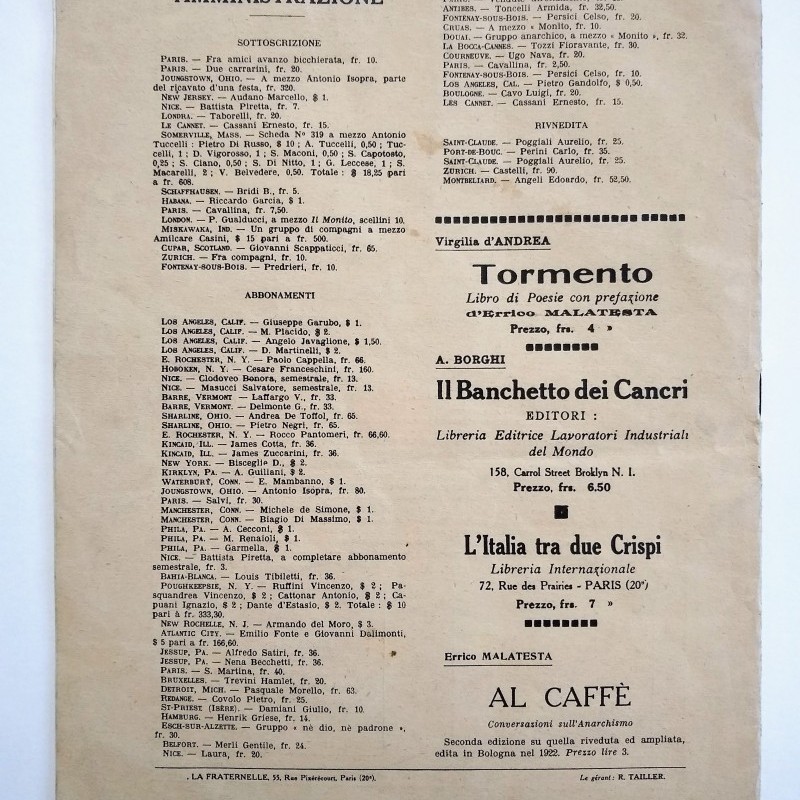 AMMINISTRAZIONE
SOTTOSCRIZIONE
PARIS. — Fra amici avanzo bicchierata, fr. 10.
PARIS. — Due carrarini, fr. 20.
JOUNGSTOWN, OHIO. — A mezzo Antonio Isopra, parte
del ricavato d'una festa, fr. 320.
NEW JERSEY. — Audano Marcello, $ 1.
NICE. — Battista Piretta, fr. 7.
LONDRA. — Taborelli, fr. 20.
LE CANNET. — Cassani Ernesto, fr. 15.
SOMERVILLE, MASS. — Scheda N° 319 a mezzo Antonio
Tuccelli : Pietro Di Russo, $ 10 ; A. Tuccelli, 0,50 ; Tuc-
celli, 1 ; D. Vigorosso, 1 ; S. Maconi, 0,50 ; S. Capotosto,
0,25 ; S. Ciano, 0,50 ; S. Di Nitto, 1 ; G. Leccese, 1 ; S.
Macarelli, 2 ; V. Belvedere, 0,50. Totale : $ 18,25 pari
a fr. 608.
SCHAFFHAUSEN. — Bridi B., fr. 5.
HABANA. — Riccardo Garcia, $ 1.
PARIS. — Cavallina, fr. 7,50.
LONDON. — P. Gualducci, a mezzo Il Monito, scellini 10.
MISKAWAKA, IND. — Un gruppo di compagni a mezzo
Amilcare Casini, $ 15 pari a fr. 500.
CUPAR, SCOTLAND. — Giovanni Scappaticci, fr. 65.
ZURICH. — Fra compagni, fr. 10.
FONTENAY-SOUS-BOIS. — Predrieri, fr. 10.
ABBONAMENTI
LOS ANGELES, CALIF. — Giuseppe Garubo, $ 1.
LOS ANGELES, CALIF. — M. Placido, $ 2.
LOS ANGELES, CALIF. — Angelo Javaglione, $ 1,50.
LOS ANGELES, CALIF. — D. Martinelli, $ 2.
E. ROCHESTER, N. Y. — Paolo Cappella, fr. 66.
HOBOKEN, N. Y. — Cesare Franceschini, fr. 160.
NICE. — Clodoveo Bonora, semestrale, fr. 13.
NICE. — Masucci Salvatore, semestrale, fr. 13.
BARRE, VERMONT. — Laffargo V., fr. 33.
BARRE, VERMONT. — Delmonte G., fr. 33.
SHARLINE, OHIO. — Andrea De Toffol, fr. 65.
SHARLINE, OHIO. — Pietro Negri, fr. 65.
E. ROCHESTER, N. Y. — Rocco Pantomeri, fr. 66,60.
KINCAID, ILL. — James Cotta, fr. 36.
KINCAID, ILL. — James Zuccarini, fr. 36.
NEW YORK. — Bisceglie D., $ 2.
KIRKLYN, PA. — A. Guiliani, $ 2.
WATERBURY, CONN. — E. Mambanno, $ 1.
JOUNGSTOWN, OHIO. — Antonio Isopra, fr. 80.
PARIS. — Salvi, fr. 30.
MANCHESTER, CONN. — Michele de Simone, $ 1.
MANCHESTER, CONN. — Biagio Di Massimo, $ 1.
PHILA, PA. — A. Cecconi, $ 1.
PHILA, PA. — M. Renaioli, $ 1.
PHILA, PA. — Garmella, $ 1.
NICE. — Battista Piretta, a completare abbonamento
semestrale, fr. 3.
BAHIA-BLANCA. — Louis Tibiletti, fr. 36.
POUGHKEEPSIE, N. Y. — Ruffini Vincenzo, $ 2 ; Pa-
squandrea Vincenzo, $ 2 ; Cattonar Antonio, $ 2 ; Ca-
puani Ignazio, $ 2 ; Dante d'Estasio, $ 2. Totale : $ 10
pari à fr. 333,30.
NEW ROCHELLE, N. J. — Armando del Moro, $ 3.
ATLANTIC CITY. — Emilio Fonte e Giovanni Dalimonti,
$ 5 pari a fr. 166,60.
JESSUP, PA. — Alfredo Satiri, fr. 36.
JESSUP, PA. — Nena Becchetti, fr. 36.
PARIS. — S. Martina, fr. 40.
BRUXELLES. — Trevini Hamlet, fr. 20.
DETROIT, MICH. — Pasquale Morello, fr. 63.
REDANGE. — Covolo Pietro, fr. 25.
ST-PRIEST (ISÈRE). — Damiani Giulio, fr. 10.
HAMBURG. — Henrik Griese, fr. 14.
ESCH-SUR-ALZETTE. — Gruppo « nè dio, nè padrone »,
fr. 30.
BELFORT. — Merli Gentile, fr. 24.
NICE. — Laura, fr. 20.
ANTIBES. — Toncelli Armida, fr. 32,50.
FONTENAY-SOUS-BOIS. — Persici Celso, fr. 20.
CRUAS. — A mezzo « Monito », fr. 10.
DOUAI. — Gruppo anarchico, a mezzo « Monito », fr. 32.
LA BOCCA-CANNES. — Tozzi Fioravante, fr. 30.
COURNEUVE. — Ugo Nava, fr. 20.
PARIS. — Cavallina, fr. 2,50.
FONTENAY-SOUS-BOIS. — Persici Celso, fr. 10.
LOS ANGELES, CAL. — Pietro Gandolfo, $ 0,50.
BOULOGNE. — Cavo Luigi, fr. 20.
LES CANNET. — Cassani Ernesto, fr. 15.
RIVNEDITA
SAINT-CLAUDE. — Poggiali Aurelio, fr. 25.
PORT-DE-BOUC. — Perini Carlo, fr. 35.
SAINT-CLAUDE. — Poggiali Aurelio, fr. 25.
ZURICH. — Castelli, fr. 90.
MONTBELIARD. — Angeli Edoardo, fr. 52,50.
Virgilia d'ANDREA
Tormento
Libro di Poesie con prefazione
d'Errico MALATESTA
Prezzo, frs. 4 »
A. BORGHI
Il Banchetto dei Cancri
EDITORI :
Libreria Editrice Lavoratori Industriali
del Mondo
158, Carrol Street Broklyn N. I.
Prezzo, frs. 6.50
L'Italia tra due Crispi
Libreria Internazionale
72, Rue des Prairies - PARIS (20e)
Prezzo, frs. 7 »
Errico MALATESTA
AL CAFFÈ
Conversazioni sull'Anarchismo
Seconda edizione su quella riveduta ed ampliata,
edita in Bologna nel 1922. Prezzo lire 3.
LA FRATERNELLE, 55, Rue Pixérécourt, Paris (20e).
Le gérant : R. TAILLER.